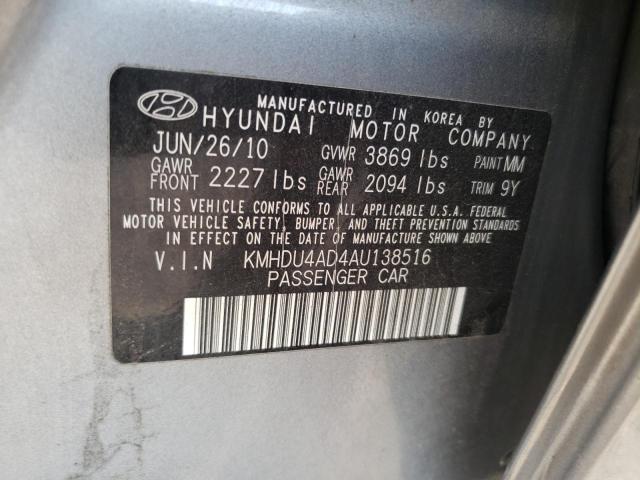 MANUFACTURED IN KOREA BY
HYUNDAI MOTOR COMPANY
JUN/26/10 GVWR 3869 lbs PAINT MM
GAWR FRONT 2227 lbs GAWR REAR 2094 lbs TRIM 9Y
THIS VEHICLE CONFORMS TO ALL APPLICABLE U.S.A. FEDERAL
MOTOR VEHICLE SAFETY, BUMPER, AND THEFT PREVENTION STANDARDS
IN EFFECT ON THE DATE OF MANUFACTURE SHOWN ABOVE
V.I.N KMHDU4AD4AU138516
PASSENGER CAR